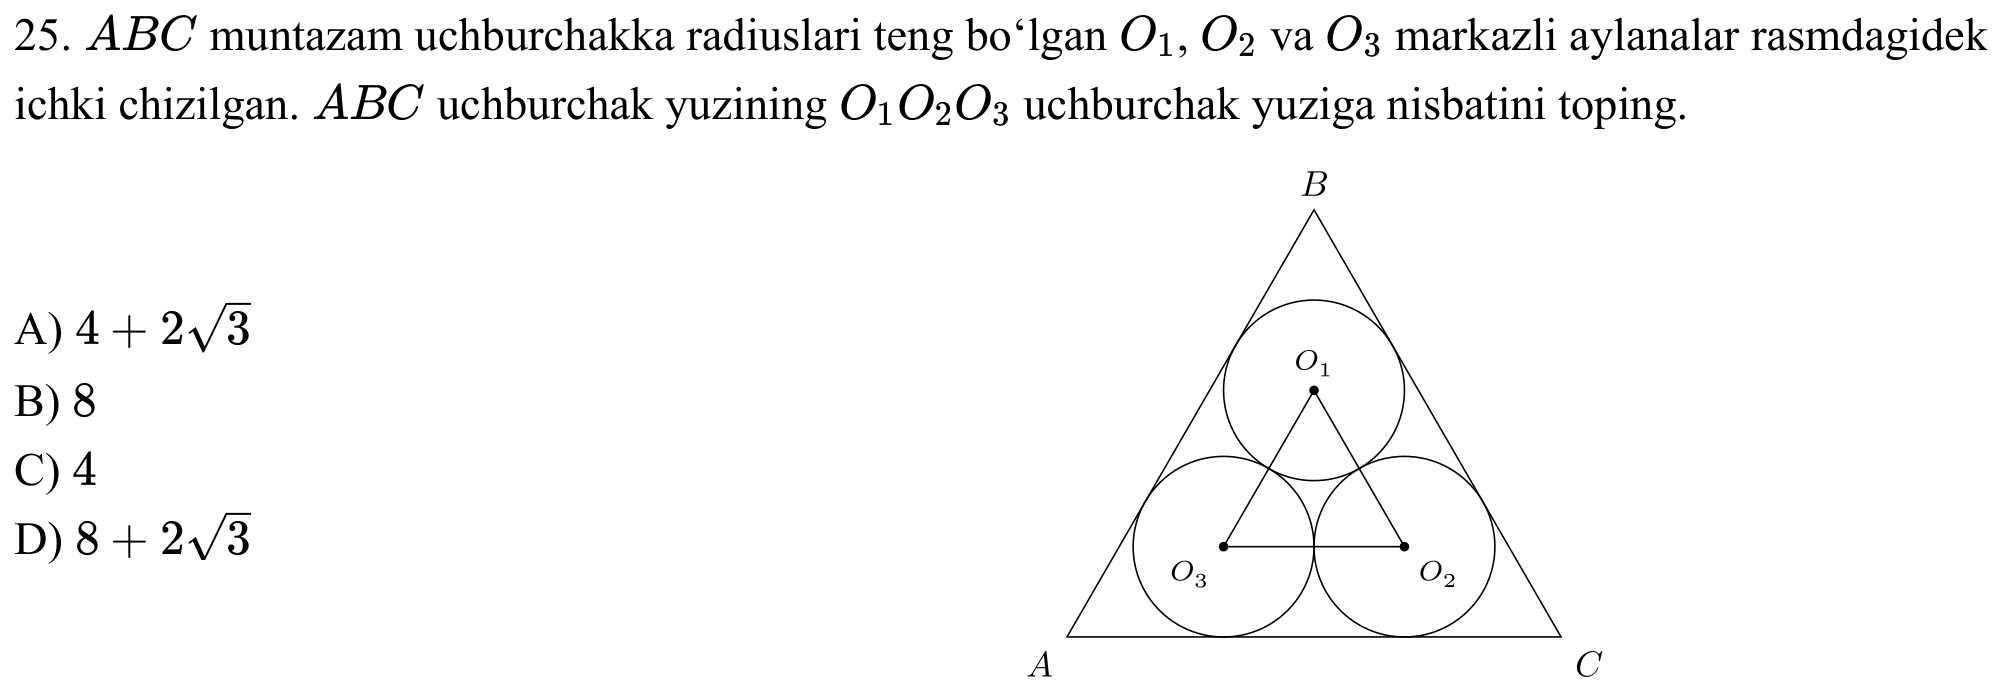 25. ABC muntazam uchburchakka radiuslari teng bo‘lgan O₁, O₂ va O₃ markazli aylanalar rasmdagidek
ichki chizilgan. ABC uchburchak yuzining O₁O₂O₃ uchburchak yuziga nisbatini toping.
A) 4 + 2√3
B) 8
C) 4
D) 8 + 2√3
B
O₁
O₃
O₂
A
C